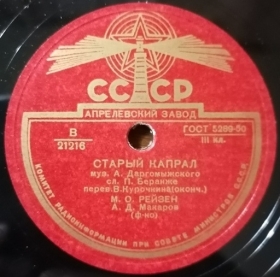 СССР
АПРЕЛЕВСКИЙ ЗАВОД
В
21216
ГОСТ 5289-50
III кл.
СТАРЫЙ КАПРАЛ
муз. А. Даргомыжского
сл. П. Беранже
перев. В. Курочкина (оконч.)
М. О. РЕЙЗЕН
А. Д. Макаров
(ф-но)
КОМИТЕТ РАДИОИНФОРМАЦИИ ПРИ СОВЕТЕ МИНИСТРОВ СССР